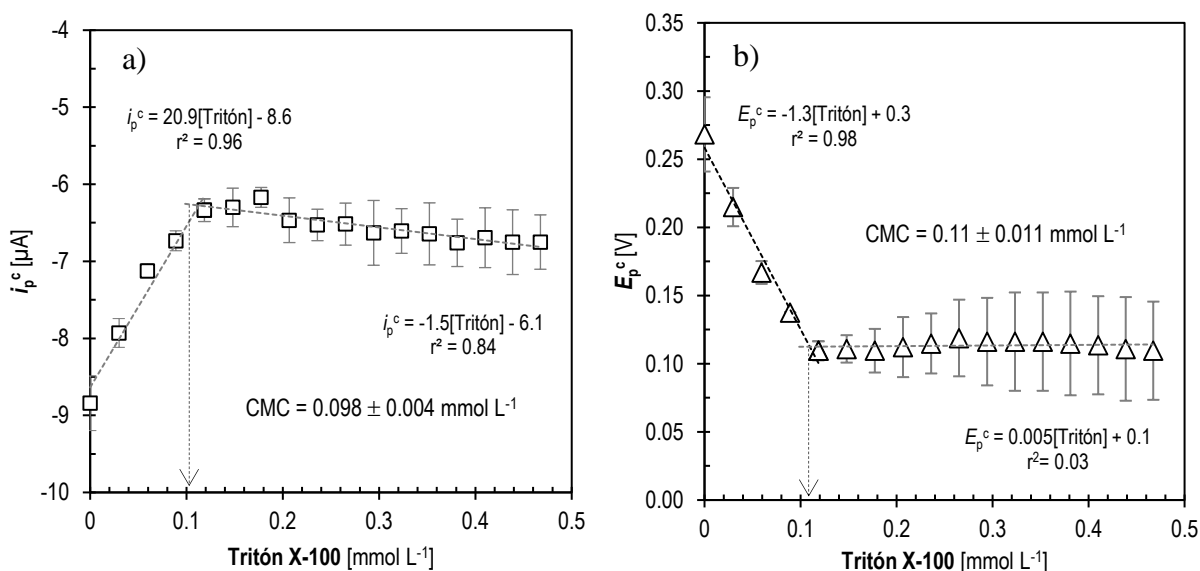 a)
i_p^c = 20.9[Tritón] - 8.6
r² = 0.96
i_p^c = -1.5[Tritón] - 6.1
r² = 0.84
CMC = 0.098 ± 0.004 mmol L⁻¹
i_p^c [µA]
-4
-5
-6
-7
-8
-9
-10
0
0.1
0.2
0.3
0.4
0.5
Tritón X-100 [mmol L⁻¹]
b)
E_p^c = -1.3[Tritón] + 0.3
r² = 0.98
CMC = 0.11 ± 0.011 mmol L⁻¹
E_p^c = 0.005[Tritón] + 0.1
r²= 0.03
E_p^c [V]
0.35
0.30
0.25
0.20
0.15
0.10
0.05
0.00
0
0.1
0.2
0.3
0.4
0.5
Tritón X-100 [mmol L⁻¹]